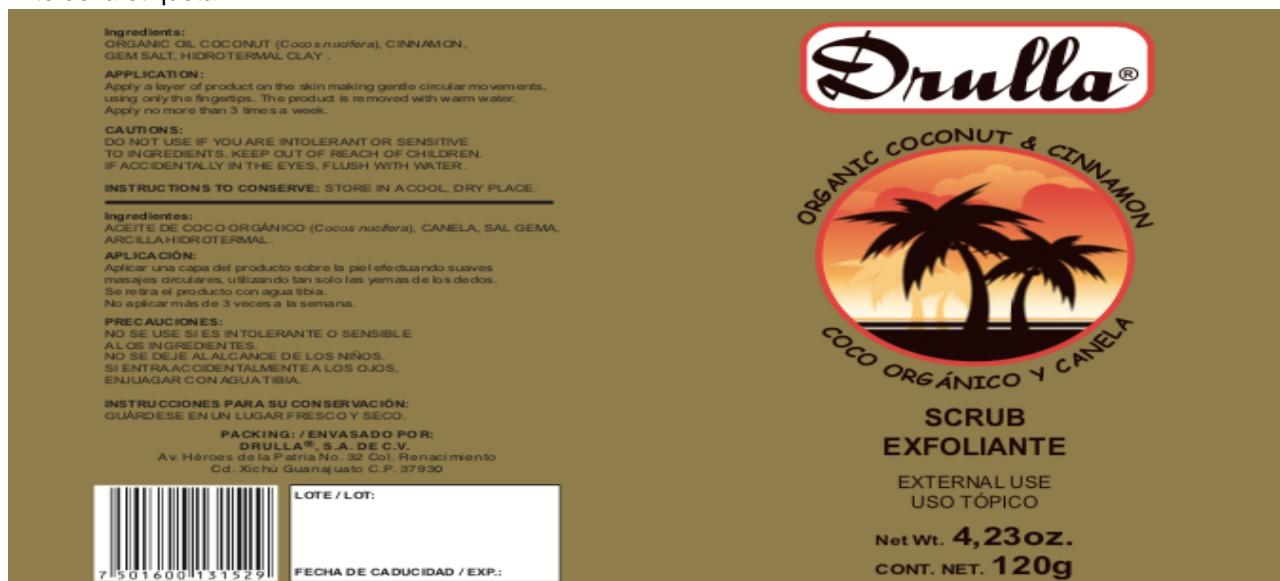 Ingredients:
ORGANIC OIL COCONUT (Cocos nucifera), CINNAMON,
GEM SALT, HIDROTERMAL CLAY .
APPLICATION:
Apply a layer of product on the skin making gentle circular movements,
using only the fingertips. The product is removed with warm water.
Apply no more than 3 times a week.
CAUTIONS:
DO NOT USE IF YOU ARE INTOLERANT OR SENSITIVE
TO INGREDIENTS. KEEP OUT OF REACH OF CHILDREN.
IF ACCIDENTALLY IN THE EYES, FLUSH WITH WATER.
INSTRUCTIONS TO CONSERVE: STORE IN A COOL, DRY PLACE.
Ingredientes:
ACEITE DE COCO ORGÁNICO (Cocos nucifera), CANELA, SAL GEMA,
ARCILLA HIDROTERMAL.
APLICACIÓN:
Aplicar una capa del producto sobre la piel efectuando suaves
masajes circulares, utilizando tan solo las yemas de los dedos.
Se retira el producto con agua tibia.
No aplicar más de 3 veces a la semana.
PRECAUCIONES:
NO SE USE SI ES INTOLERANTE O SENSIBLE
A LOS INGREDIENTES.
NO SE DEJE AL ALCANCE DE LOS NIÑOS.
SI ENTRA ACCIDENTALMENTE A LOS OJOS,
ENJUAGAR CON AGUA TIBIA.
INSTRUCCIONES PARA SU CONSERVACIÓN:
GUÁRDESE EN UN LUGAR FRESCO Y SECO.
PACKING: / ENVASADO POR:
DRULLA®, S.A. DE C.V.
Av. Héroes de la Patria No. 32 Col. Renacimiento
Cd. Xichú Guanajuato C.P. 37930
7 501600 131529
LOTE / LOT:
FECHA DE CADUCIDAD / EXP.:
Drulla®
ORGANIC COCONUT & CINNAMON
COCO ORGÁNICO Y CANELA
SCRUB
EXFOLIANTE
EXTERNAL USE
USO TÓPICO
Net Wt. 4,23oz.
CONT. NET. 120g